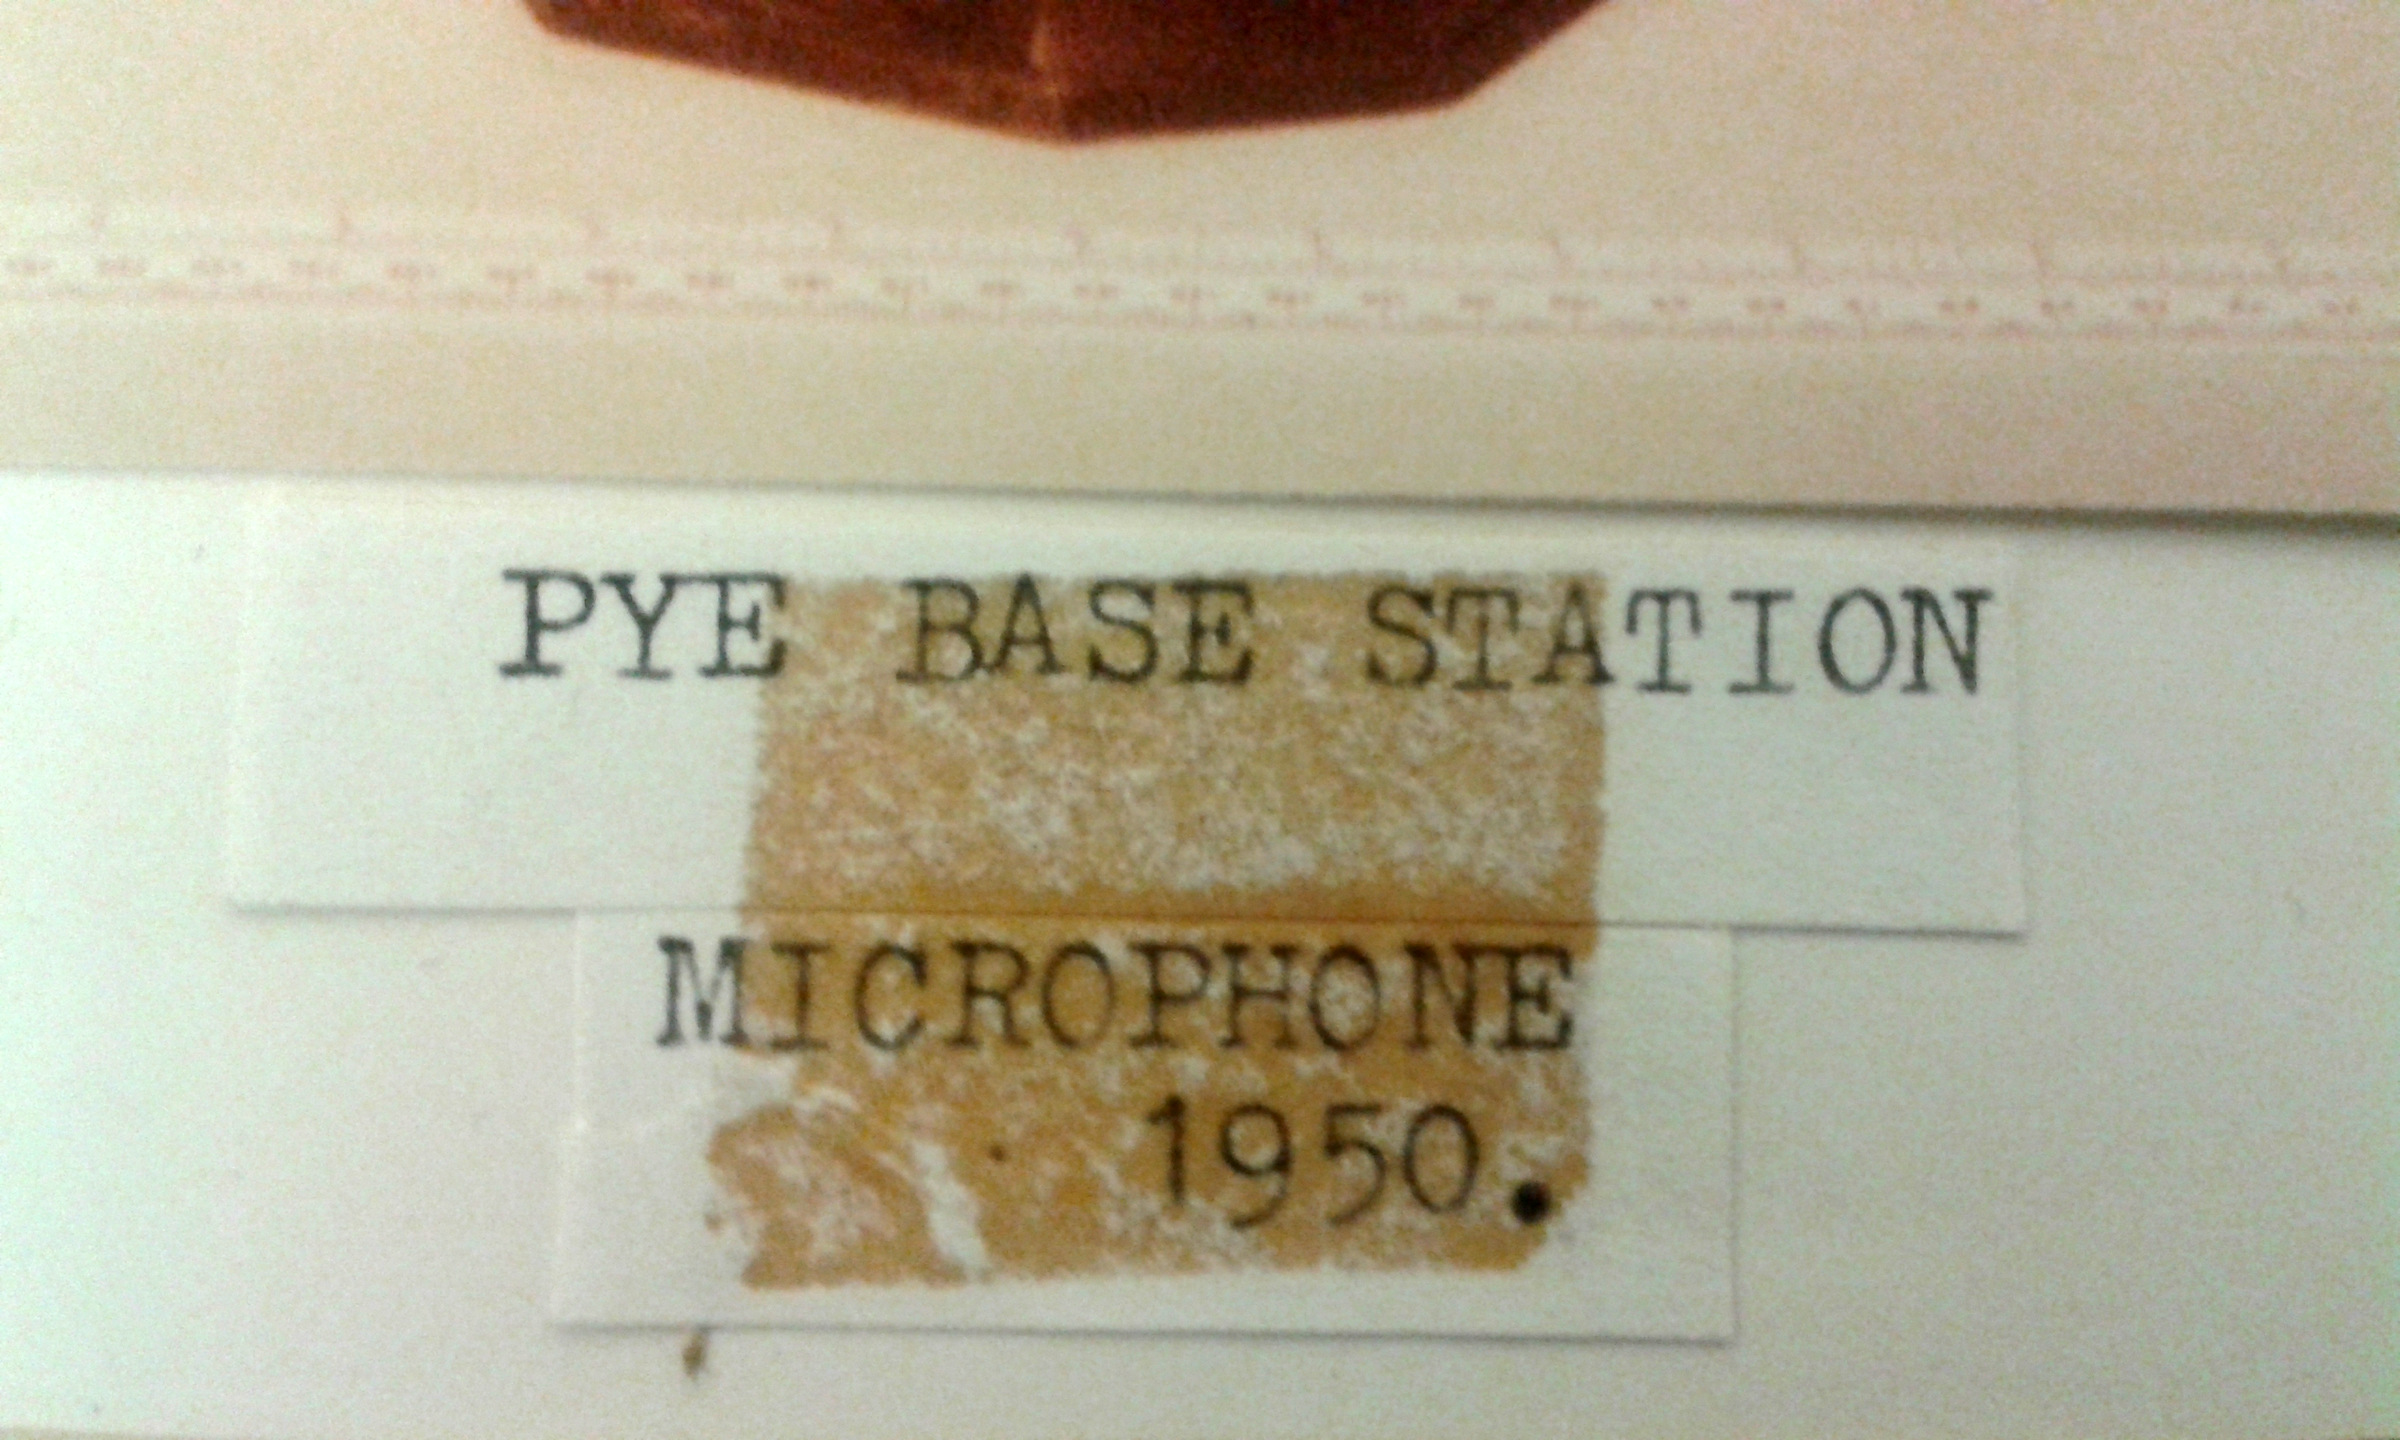 PYE BASE STATION
MICROPHONE
1950.